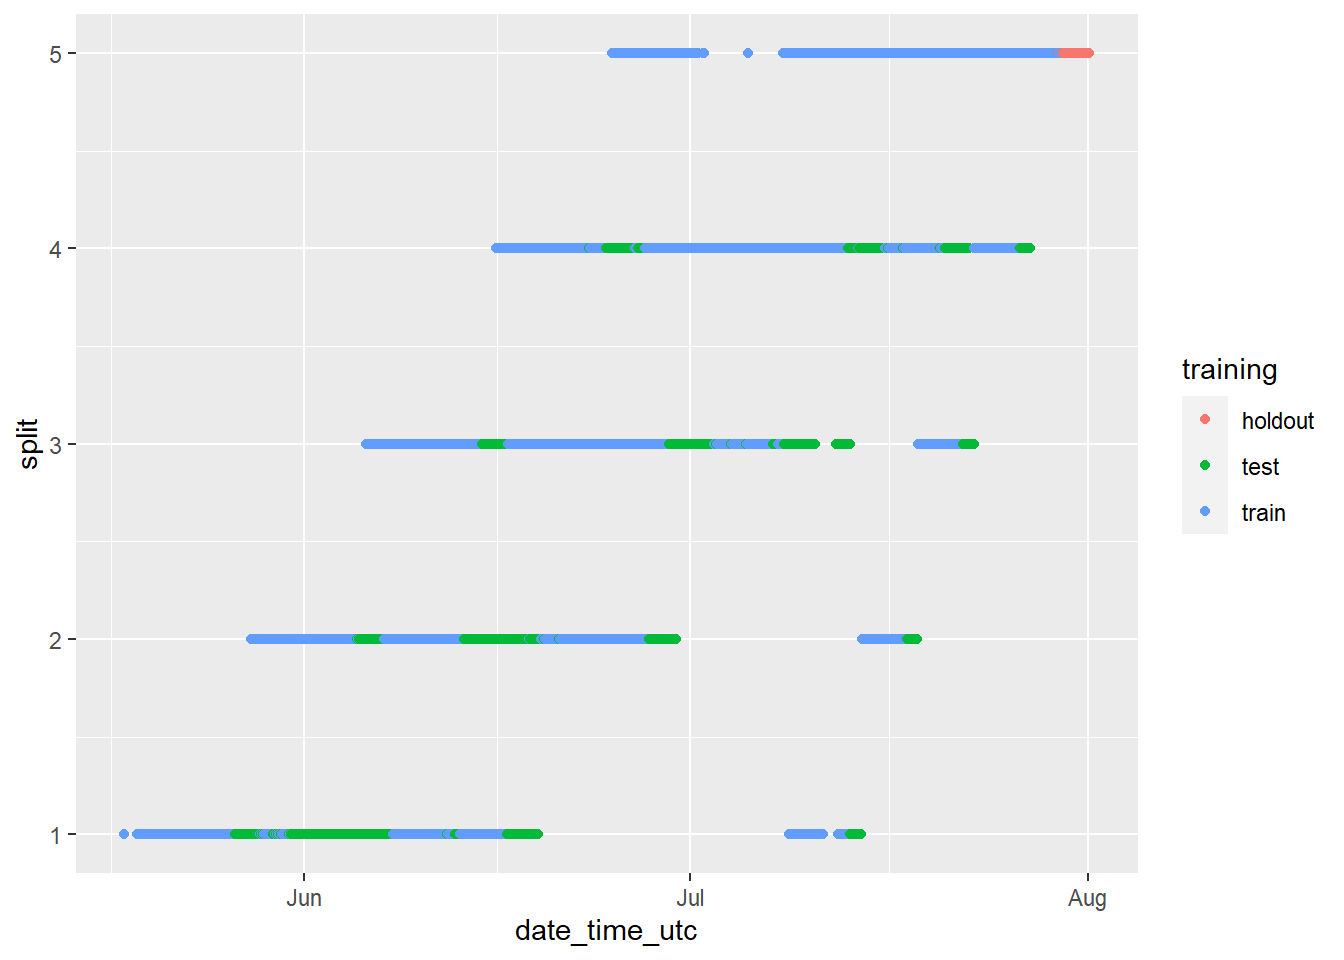 5
4
3
2
1
split
Jun
Jul
Aug
date_time_utc
training
holdout
test
train